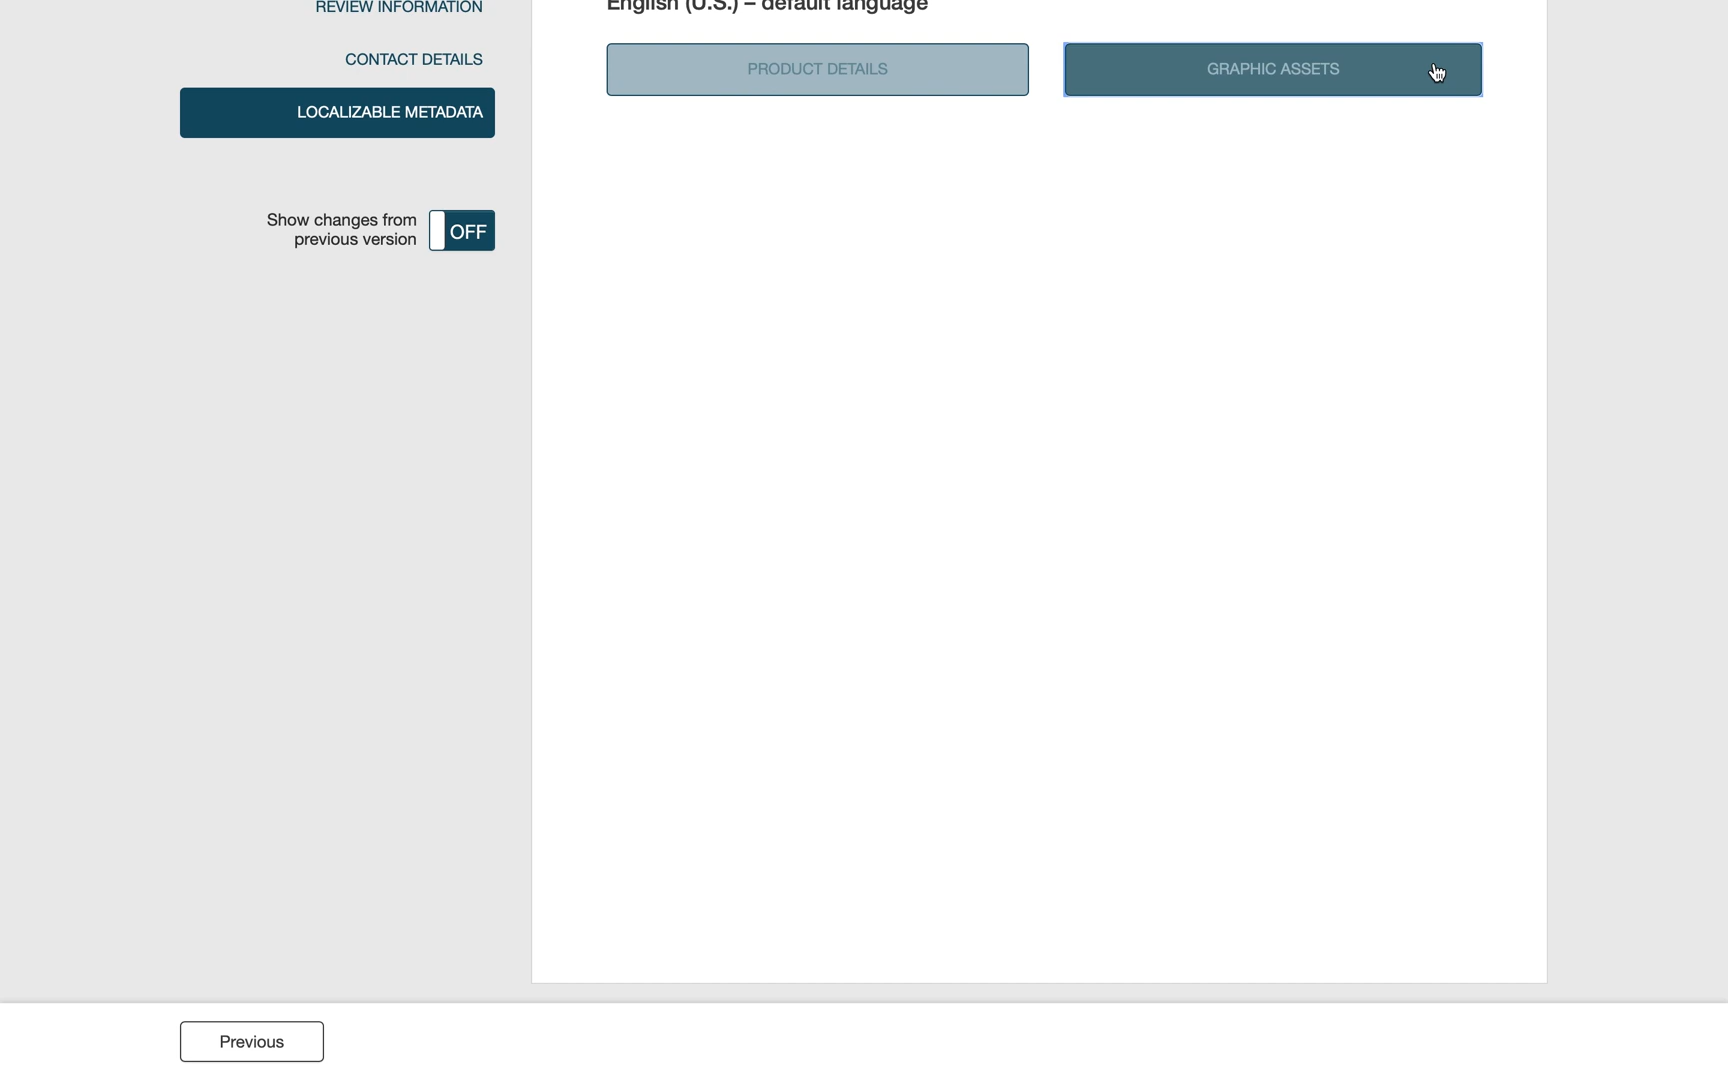 REVIEW INFORMATION
CONTACT DETAILS
LOCALIZABLE METADATA
Show changes from
previous version
OFF
English (U.S.) – default language
PRODUCT DETAILS
GRAPHIC ASSETS
Previous